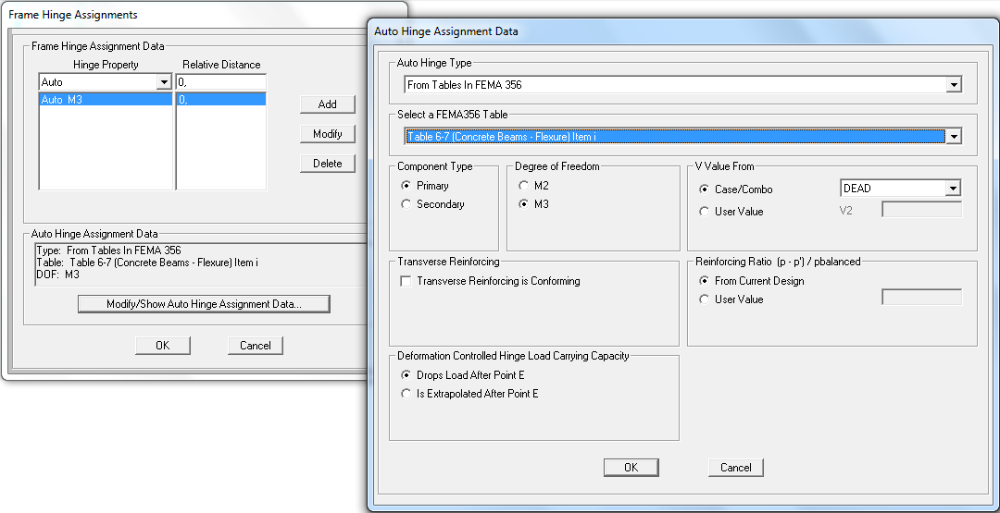 Frame Hinge Assignments
Frame Hinge Assignment Data
Hinge Property Relative Distance
Auto 0,
Auto M3 0,
Add
Modify
Delete
Auto Hinge Assignment Data
Type: From Tables In FEMA 356
Table: Table 6-7 (Concrete Beams - Flexure) Item i
DOF: M3
Modify/Show Auto Hinge Assignment Data...
OK Cancel
Auto Hinge Assignment Data
Auto Hinge Type
From Tables In FEMA 356
Select a FEMA356 Table
Table 6-7 (Concrete Beams - Flexure) Item i
Component Type
Primary
Secondary
Degree of Freedom
M2
M3
V Value From
Case/Combo DEAD
User Value V2
Transverse Reinforcing
Transverse Reinforcing is Conforming
Reinforcing Ratio (p - p') / pbalanced
From Current Design
User Value
Deformation Controlled Hinge Load Carrying Capacity
Drops Load After Point E
Is Extrapolated After Point E
OK Cancel